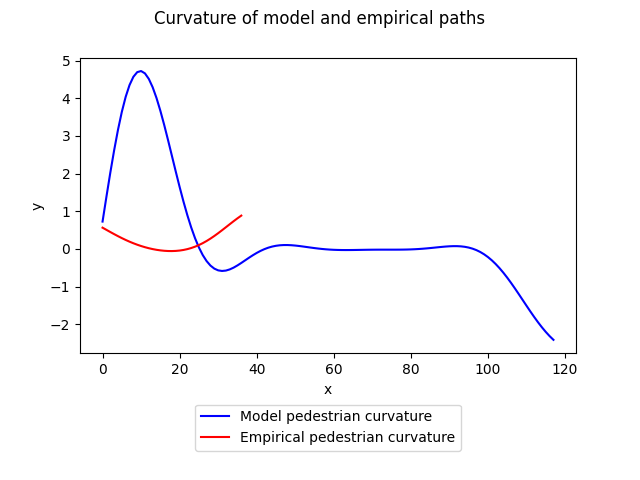 Curvature of model and empirical paths
5
4
3
2
1
0
−1
−2
y
0 20 40 60 80 100 120
x
Model pedestrian curvature
Empirical pedestrian curvature